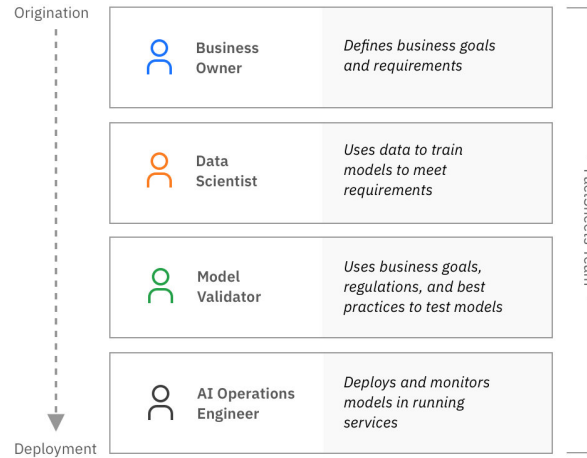 Origination
Business
Owner
Defines business goals
and requirements
Data
Scientist
Uses data to train
models to meet
requirements
Model
Validator
Uses business goals,
regulations, and best
practices to test models
AI Operations
Engineer
Deploys and monitors
models in running
services
Deployment